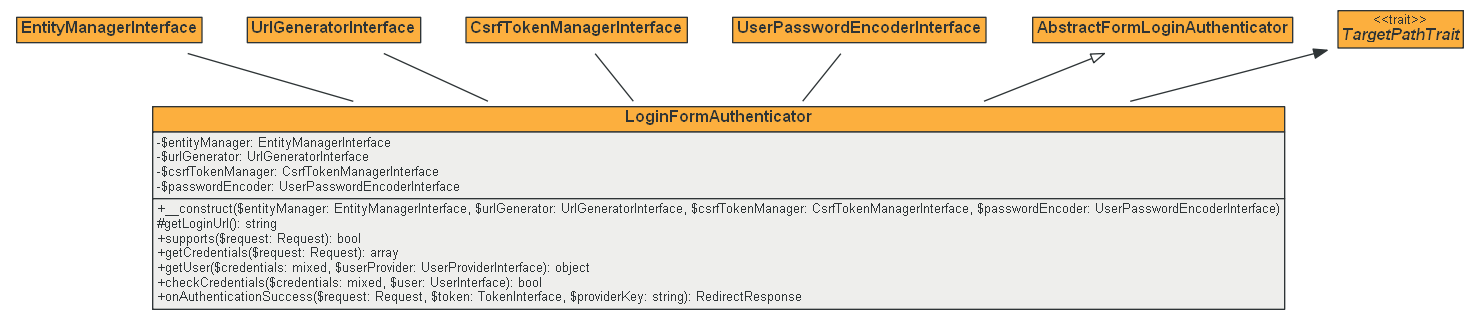 EntityManagerInterface
UrlGeneratorInterface
CsrfTokenManagerInterface
UserPasswordEncoderInterface
AbstractFormLoginAuthenticator
<<trait>>
TargetPathTrait
LoginFormAuthenticator
-$entityManager: EntityManagerInterface
-$urlGenerator: UrlGeneratorInterface
-$csrfTokenManager: CsrfTokenManagerInterface
-$passwordEncoder: UserPasswordEncoderInterface
+__construct($entityManager: EntityManagerInterface, $urlGenerator: UrlGeneratorInterface, $csrfTokenManager: CsrfTokenManagerInterface, $passwordEncoder: UserPasswordEncoderInterface)
#getLoginUrl(): string
+supports($request: Request): bool
+getCredentials($request: Request): array
+getUser($credentials: mixed, $userProvider: UserProviderInterface): object
+checkCredentials($credentials: mixed, $user: UserInterface): bool
+onAuthenticationSuccess($request: Request, $token: TokenInterface, $providerKey: string): RedirectResponse